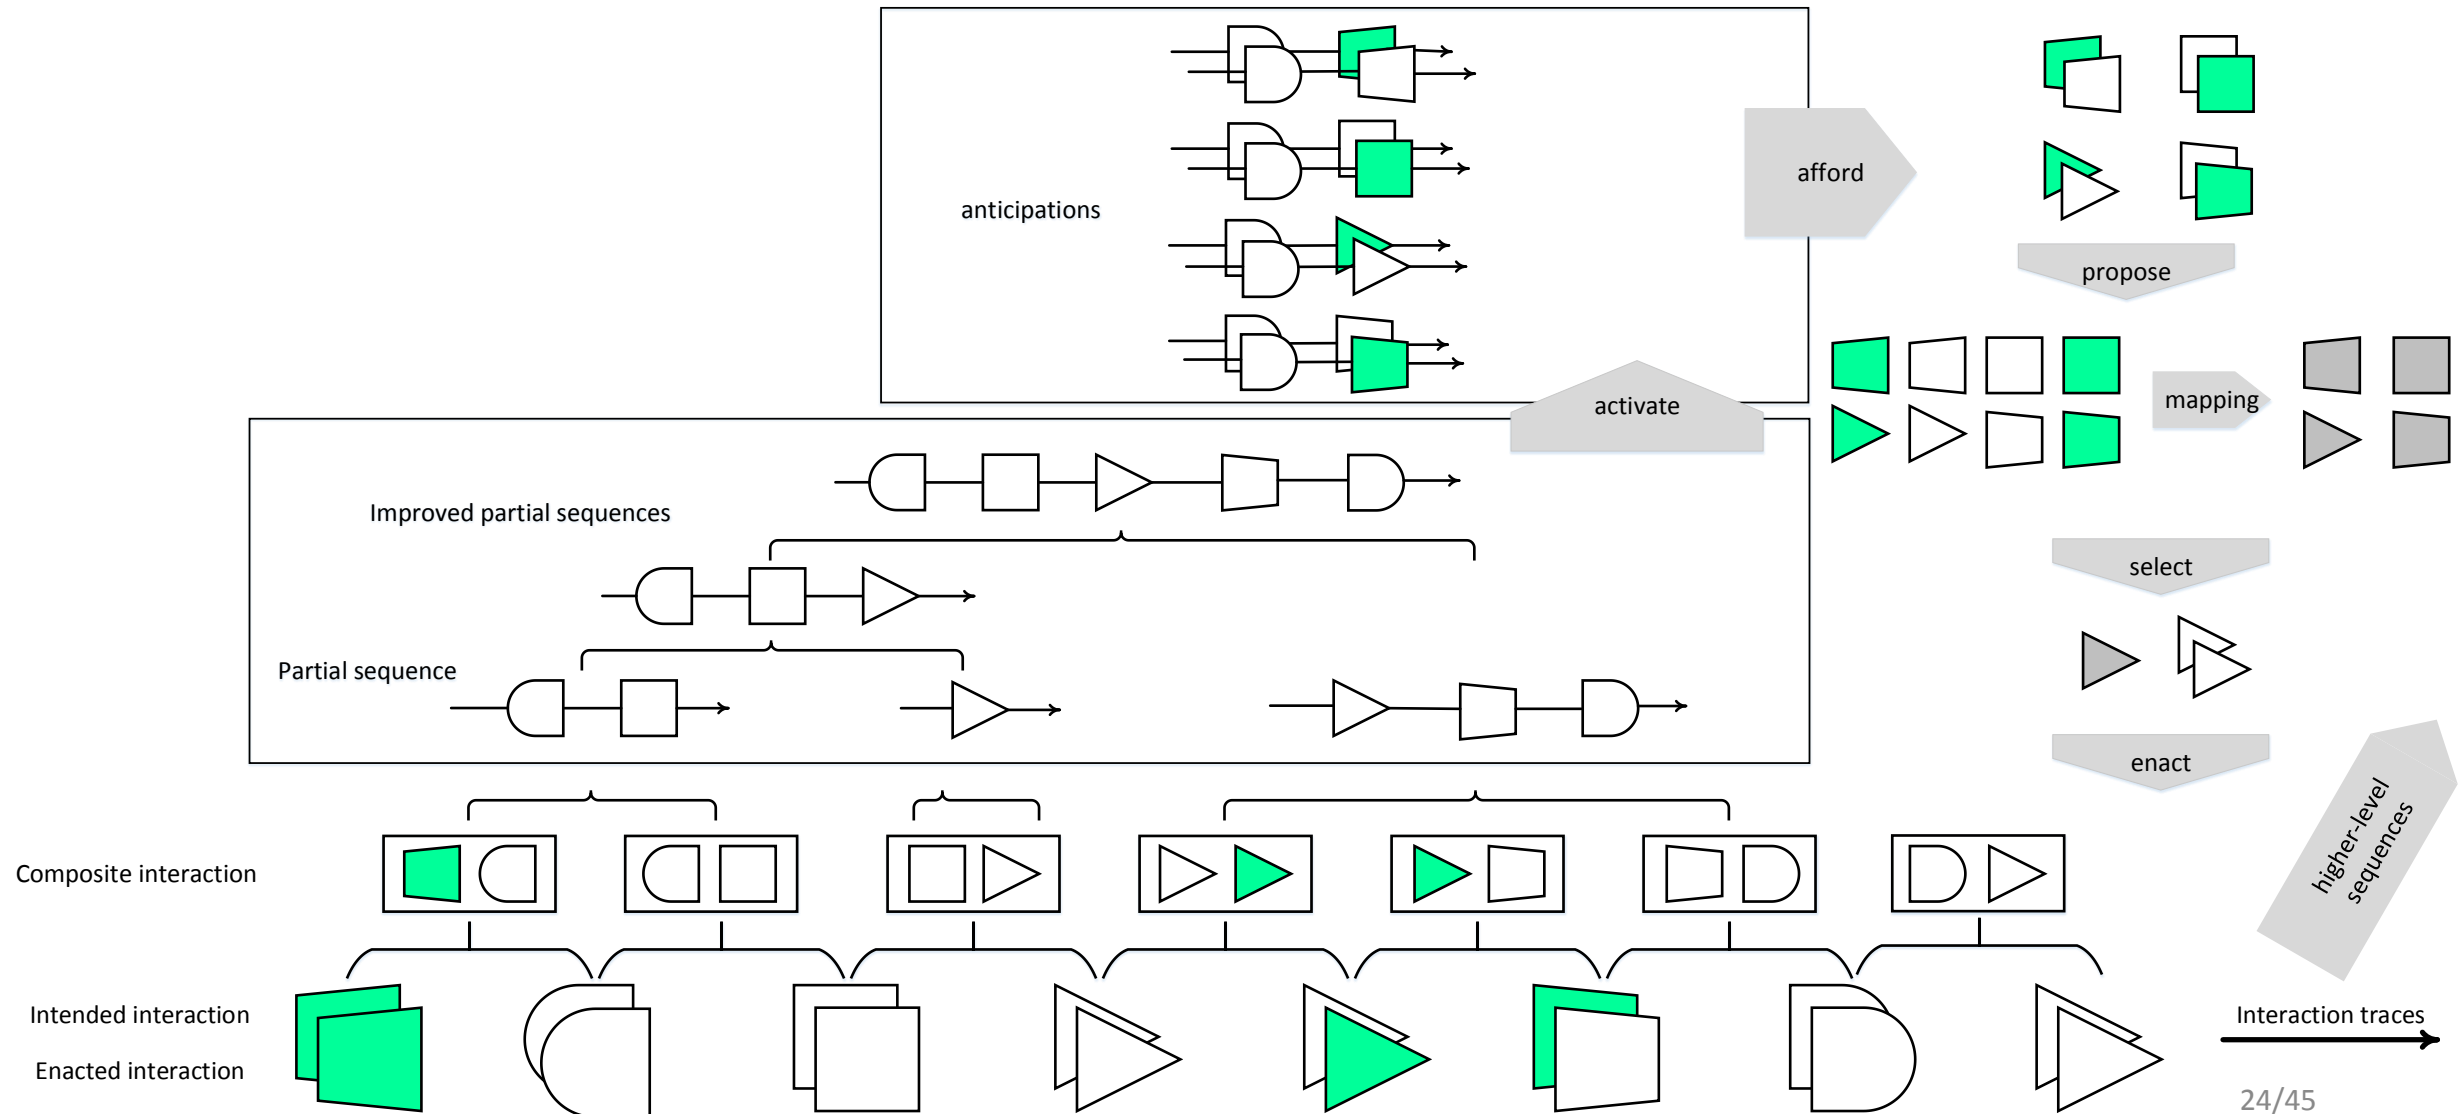 anticipations
afford
propose
mapping
activate
Improved partial sequences
select
Partial sequence
enact
higher-level
sequences
Composite interaction
Intended interaction
Interaction traces
Enacted interaction
24/45